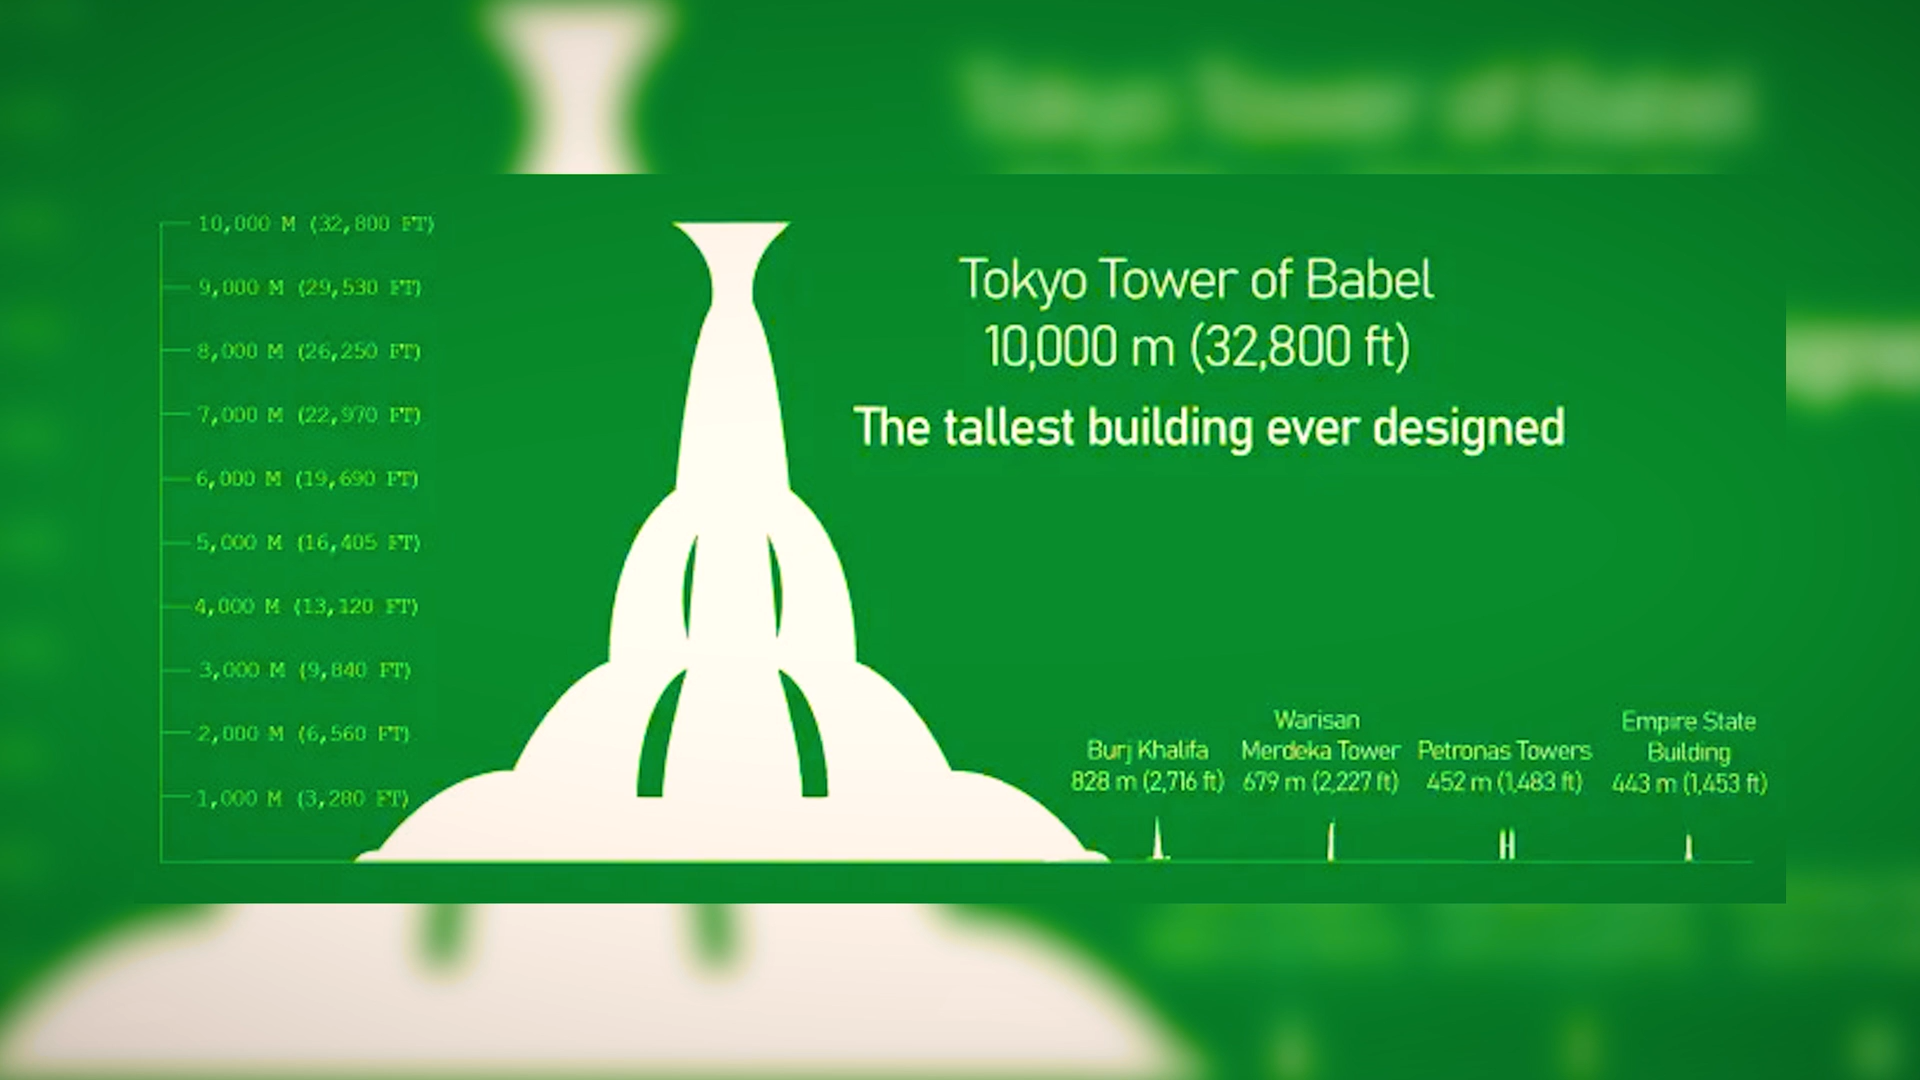 Tokyo Tower of Babel
10,000 M (32,800 FT)
9,000 M (29,530 FT)
8,000 M (26,250 FT)
7,000 M (22,970 FT)
6,000 M (19,690 FT)
5,000 M (16,405 FT)
4,000 M (13,120 FT)
3,000 M (9,840 FT)
2,000 M (6,560 FT)
1,000 M (3,280 FT)
Tokyo Tower of Babel
10,000 m (32,800 ft)
The tallest building ever designed
Burj Khalifa
828 m (2,716 ft)
Warisan
Merdeka Tower
679 m (2,227 ft)
Petronas Towers
452 m (1,483 ft)
Empire State
Building
443 m (1,453 ft)